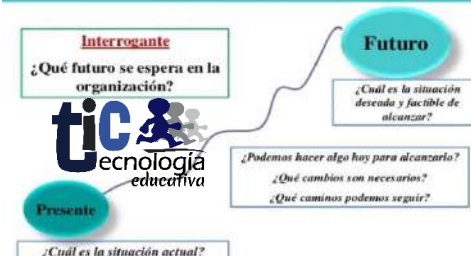 Interrogante
¿Qué futuro se espera en la
organización?
Futuro
¿Cuál es la situación
deseada y factible de
alcanzar?
tic
ecnología
educativa
¿Podemos hacer algo hoy para alcanzarlo?
¿Qué cambios son necesarios?
¿Qué caminos podemos seguir?
Presente
¿Cuál es la situación actual?